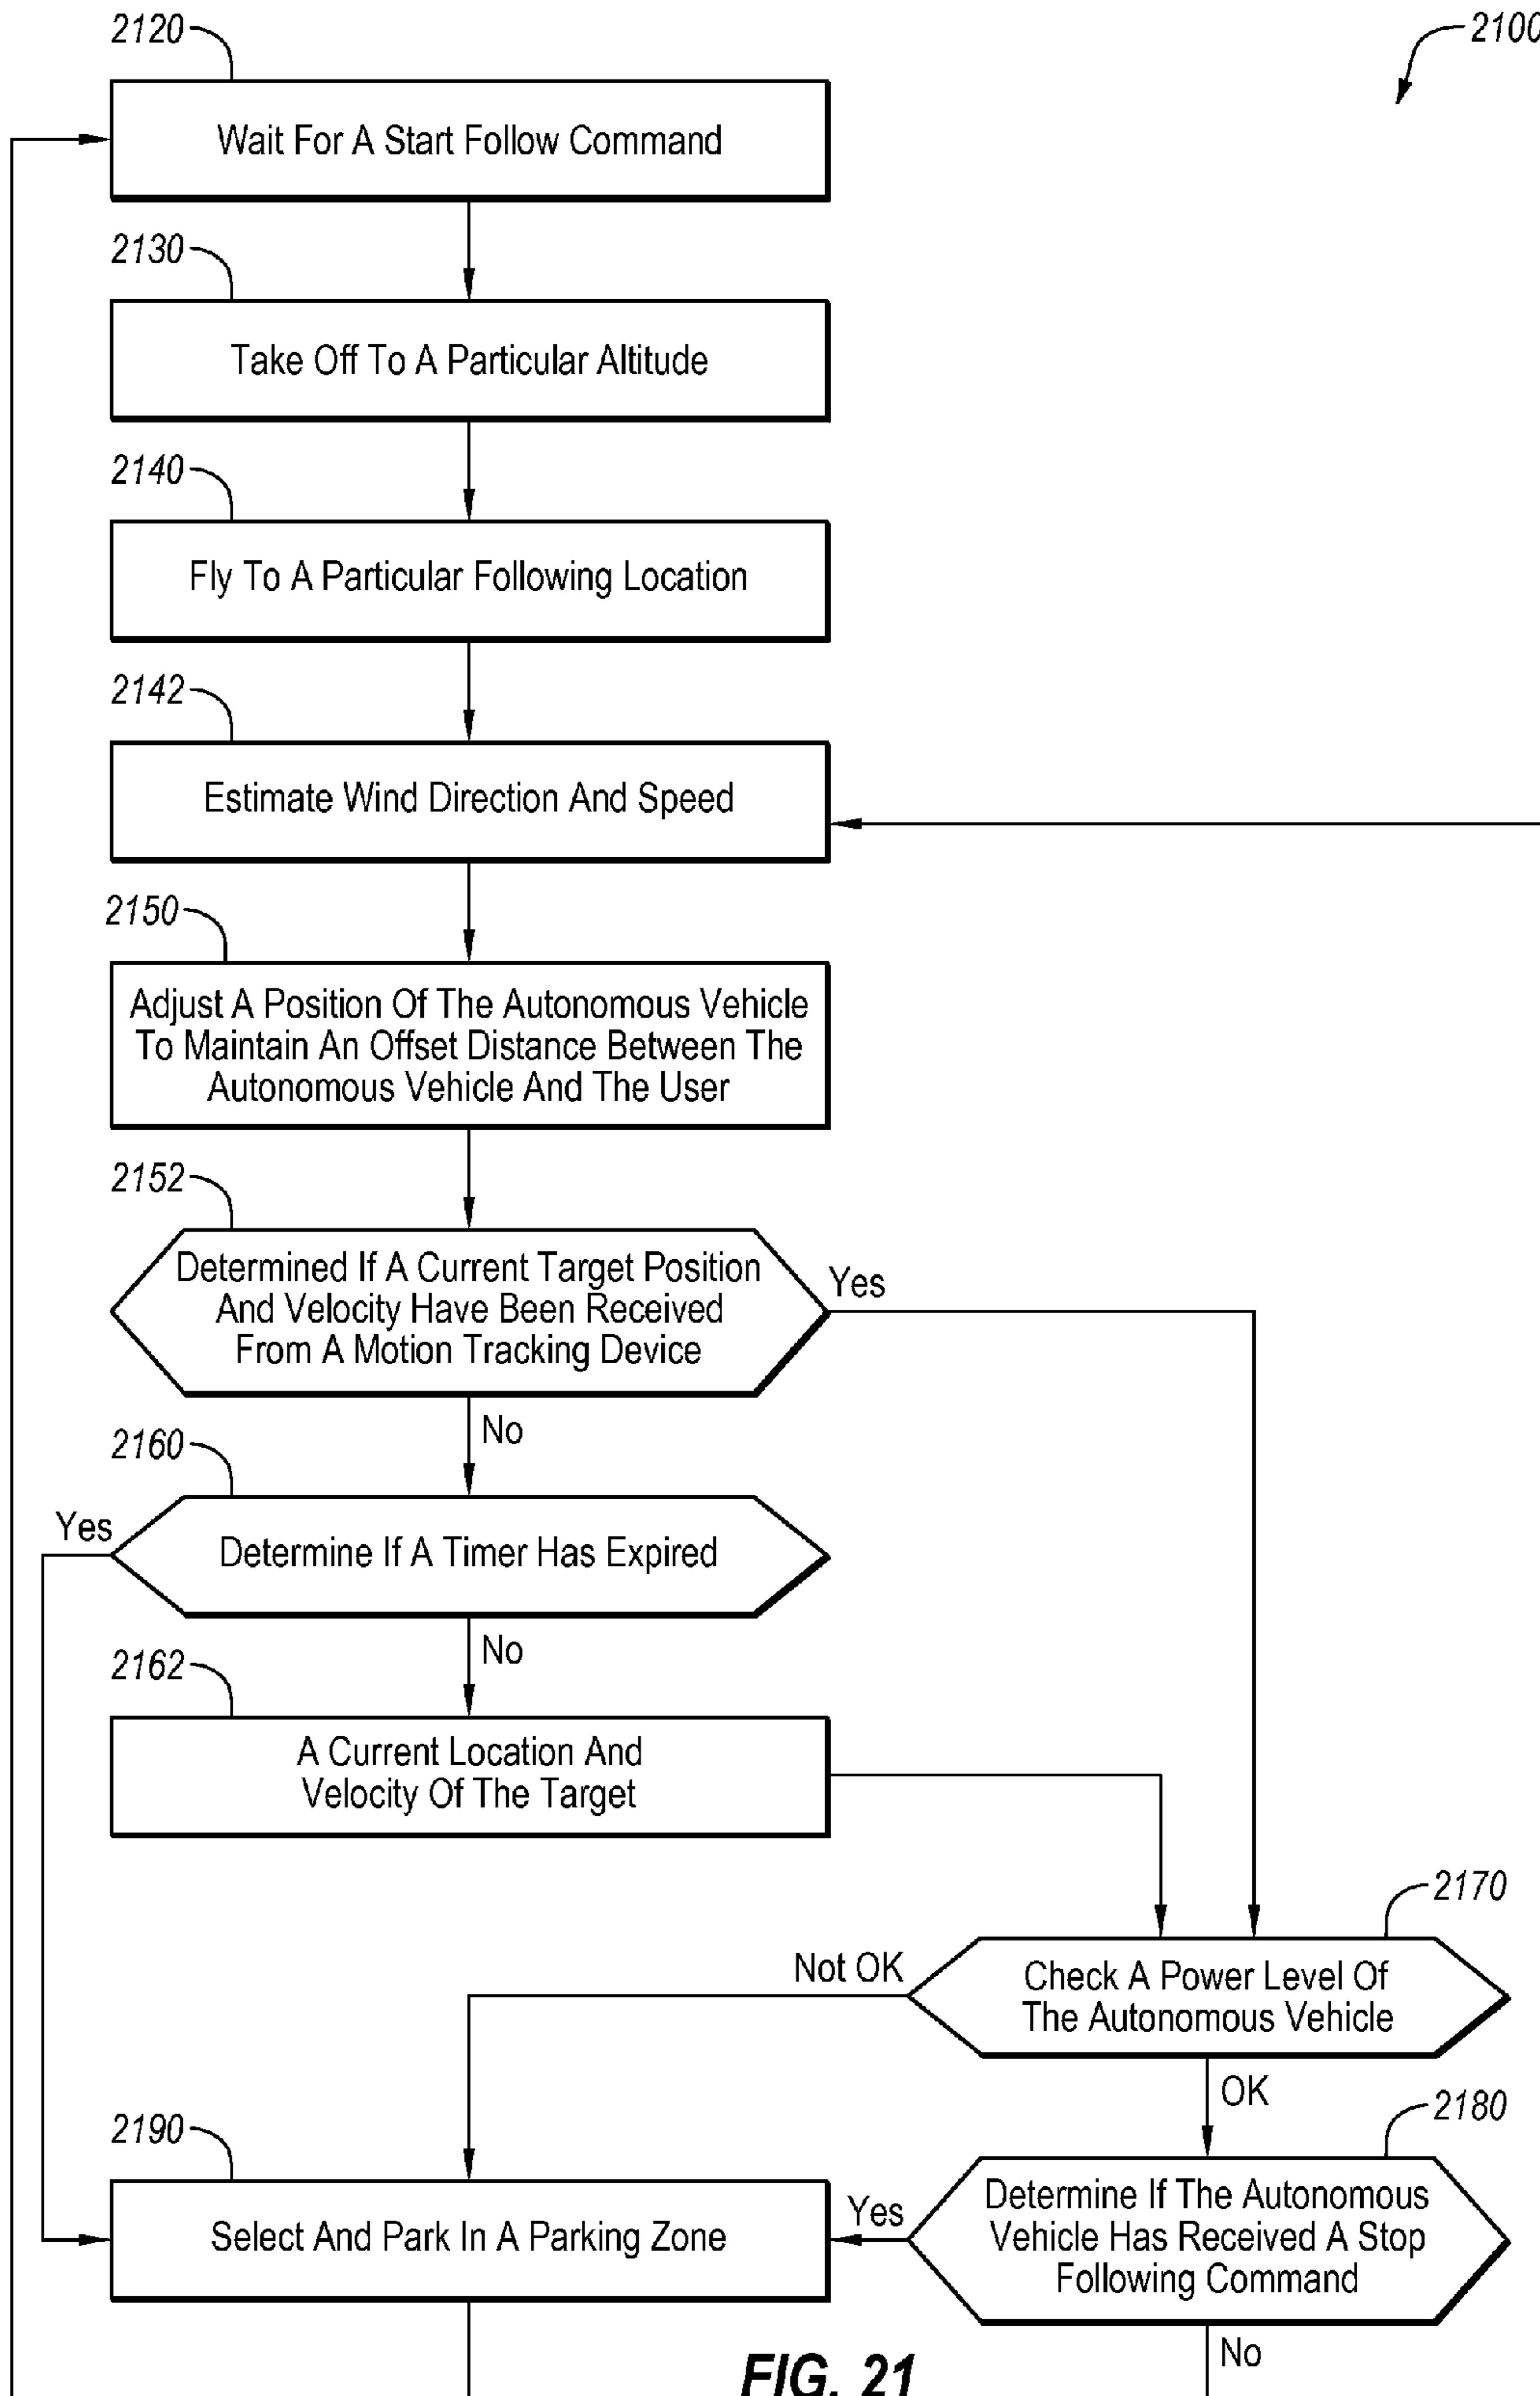 2100
2120
Wait For A Start Follow Command
2130
Take Off To A Particular Altitude
2140
Fly To A Particular Following Location
2142
Estimate Wind Direction And Speed
2150
Adjust A Position Of The Autonomous Vehicle
To Maintain An Offset Distance Between The
Autonomous Vehicle And The User
2152
Determined If A Current Target Position
And Velocity Have Been Received
From A Motion Tracking Device
Yes
No
2160
Yes
Determine If A Timer Has Expired
No
2162
A Current Location And
Velocity Of The Target
2170
Not OK
Check A Power Level Of
The Autonomous Vehicle
OK
2180
2190
Select And Park In A Parking Zone
Yes
Determine If The Autonomous
Vehicle Has Received A Stop
Following Command
No
FIG. 21